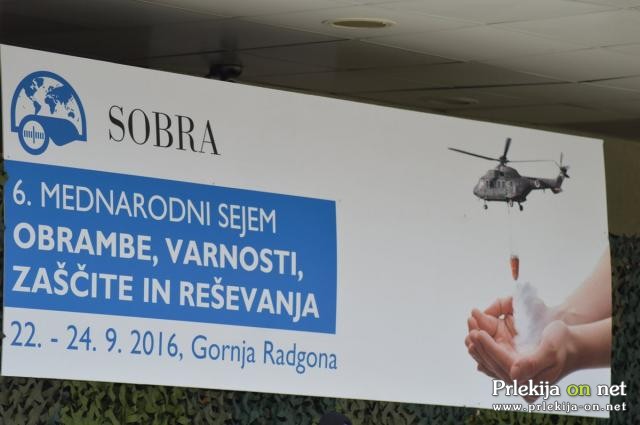 SOBRA
6. MEDNARODNI SEJEM
OBRAMBE, VARNOSTI,
ZAŠČITE IN REŠEVANJA
22. - 24. 9. 2016, Gornja Radgona
Prlekija on net
www.prlekija-on.net